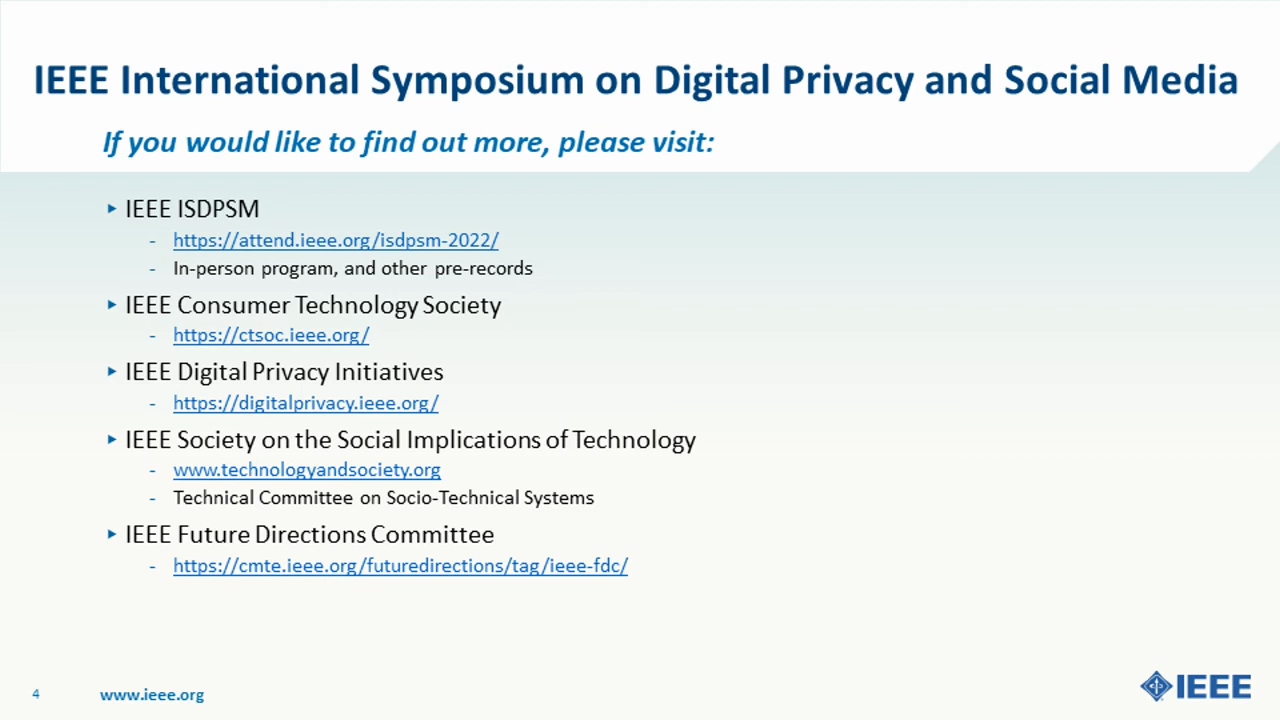 IEEE International Symposium on Digital Privacy and Social Media
If you would like to find out more, please visit:
▸ IEEE ISDPSM
- https://attend.ieee.org/isdpsm-2022/
- In-person program, and other pre-records
▸ IEEE Consumer Technology Society
- https://ctsoc.ieee.org/
▸ IEEE Digital Privacy Initiatives
- https://digitalprivacy.ieee.org/
▸ IEEE Society on the Social Implications of Technology
- www.technologyandsociety.org
- Technical Committee on Socio-Technical Systems
▸ IEEE Future Directions Committee
- https://cmte.ieee.org/futuredirections/tag/ieee-fdc/
4 www.ieee.org
IEEE